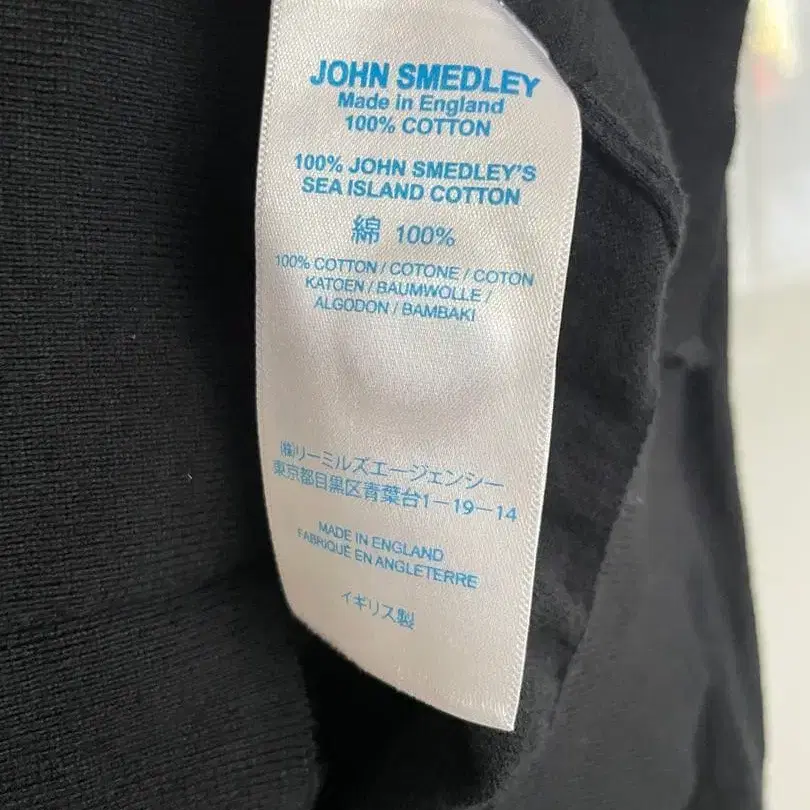 JOHN SMEDLEY
Made in England
100% COTTON
100% JOHN SMEDLEY'S
SEA ISLAND COTTON
綿 100%
100% COTTON / COTONE / COTON
KATOEN / BAUMWOLLE /
ALGODON / BAMBAKI
㈱リーミルズエージェンシー
東京都目黒区青葉台1-19-14
MADE IN ENGLAND
FABRIQUÉ EN ANGLETERRE
イギリス製